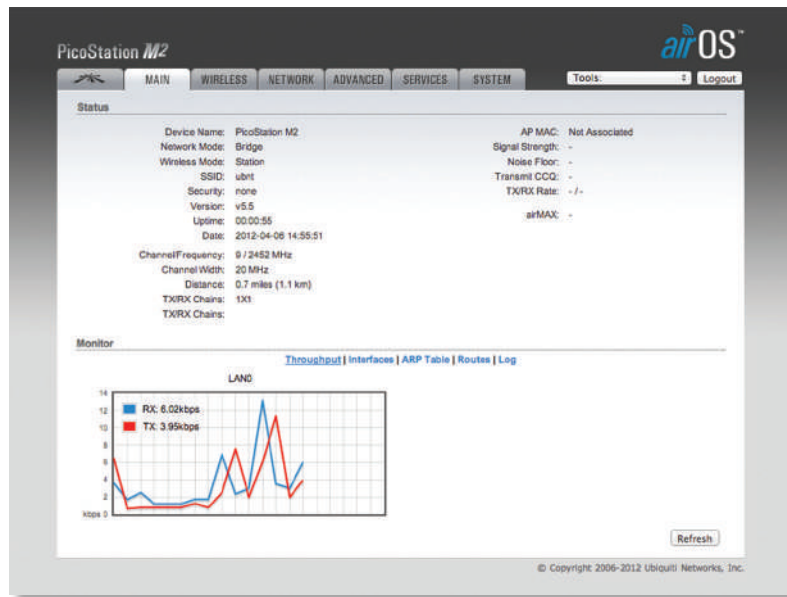 PicoStation M2
airOS™
MAIN WIRELESS NETWORK ADVANCED SERVICES SYSTEM Tools: Logout
Status
Device Name: PicoStation M2
Network Mode: Bridge
Wireless Mode: Station
SSID: ubnt
Security: none
Version: v5.5
Uptime: 00:00:55
Date: 2012-04-06 14:55:51
Channel/Frequency: 9 / 2452 MHz
Channel Width: 20 MHz
Distance: 0.7 miles (1.1 km)
TX/RX Chains: 1X1
TX/RX Chains:
AP MAC: Not Associated
Signal Strength: -
Noise Floor: -
Transmit CCQ: -
TX/RX Rate: - / -
airMAX: -
Monitor
Throughput | Interfaces | ARP Table | Routes | Log
LAN0
14
12
10
8
6
4
2
kbps 0
RX: 6.02kbps
TX: 3.95kbps
Refresh
© Copyright 2006-2012 Ubiquiti Networks, Inc.